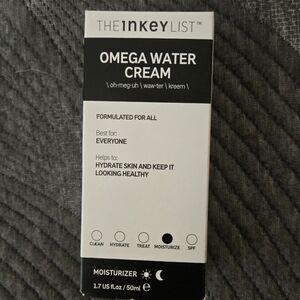 THE INKEY LIST™
OMEGA WATER
CREAM
\ oh-meg-uh \ waw-ter \ kreem \
FORMULATED FOR ALL
Best for:
EVERYONE
Helps to:
HYDRATE SKIN AND KEEP IT
LOOKING HEALTHY
CLEAN HYDRATE TREAT MOISTURIZE SPF
MOISTURIZER
1.7 US fl.oz / 50ml ℮